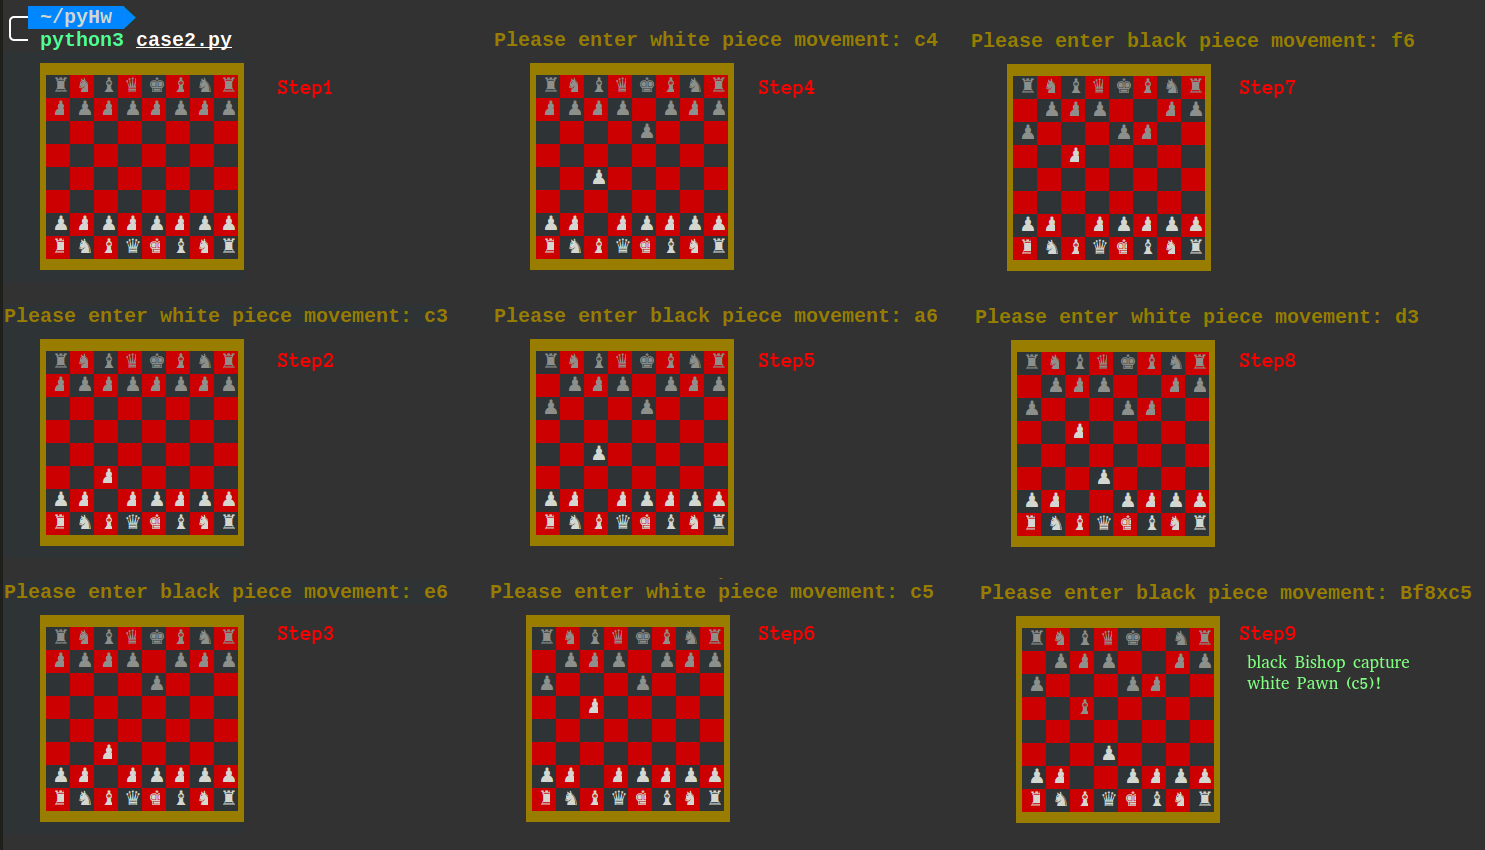 ~/pyHw
python3 case2.py
Step1
Please enter white piece movement: c3
Step2
Please enter black piece movement: e6
Step3
Please enter white piece movement: c4
Step4
Please enter black piece movement: a6
Step5
Please enter white piece movement: c5
Step6
Please enter black piece movement: f6
Step7
Please enter white piece movement: d3
Step8
Please enter black piece movement: Bf8xc5
Step9
black Bishop capture
white Pawn (c5)!